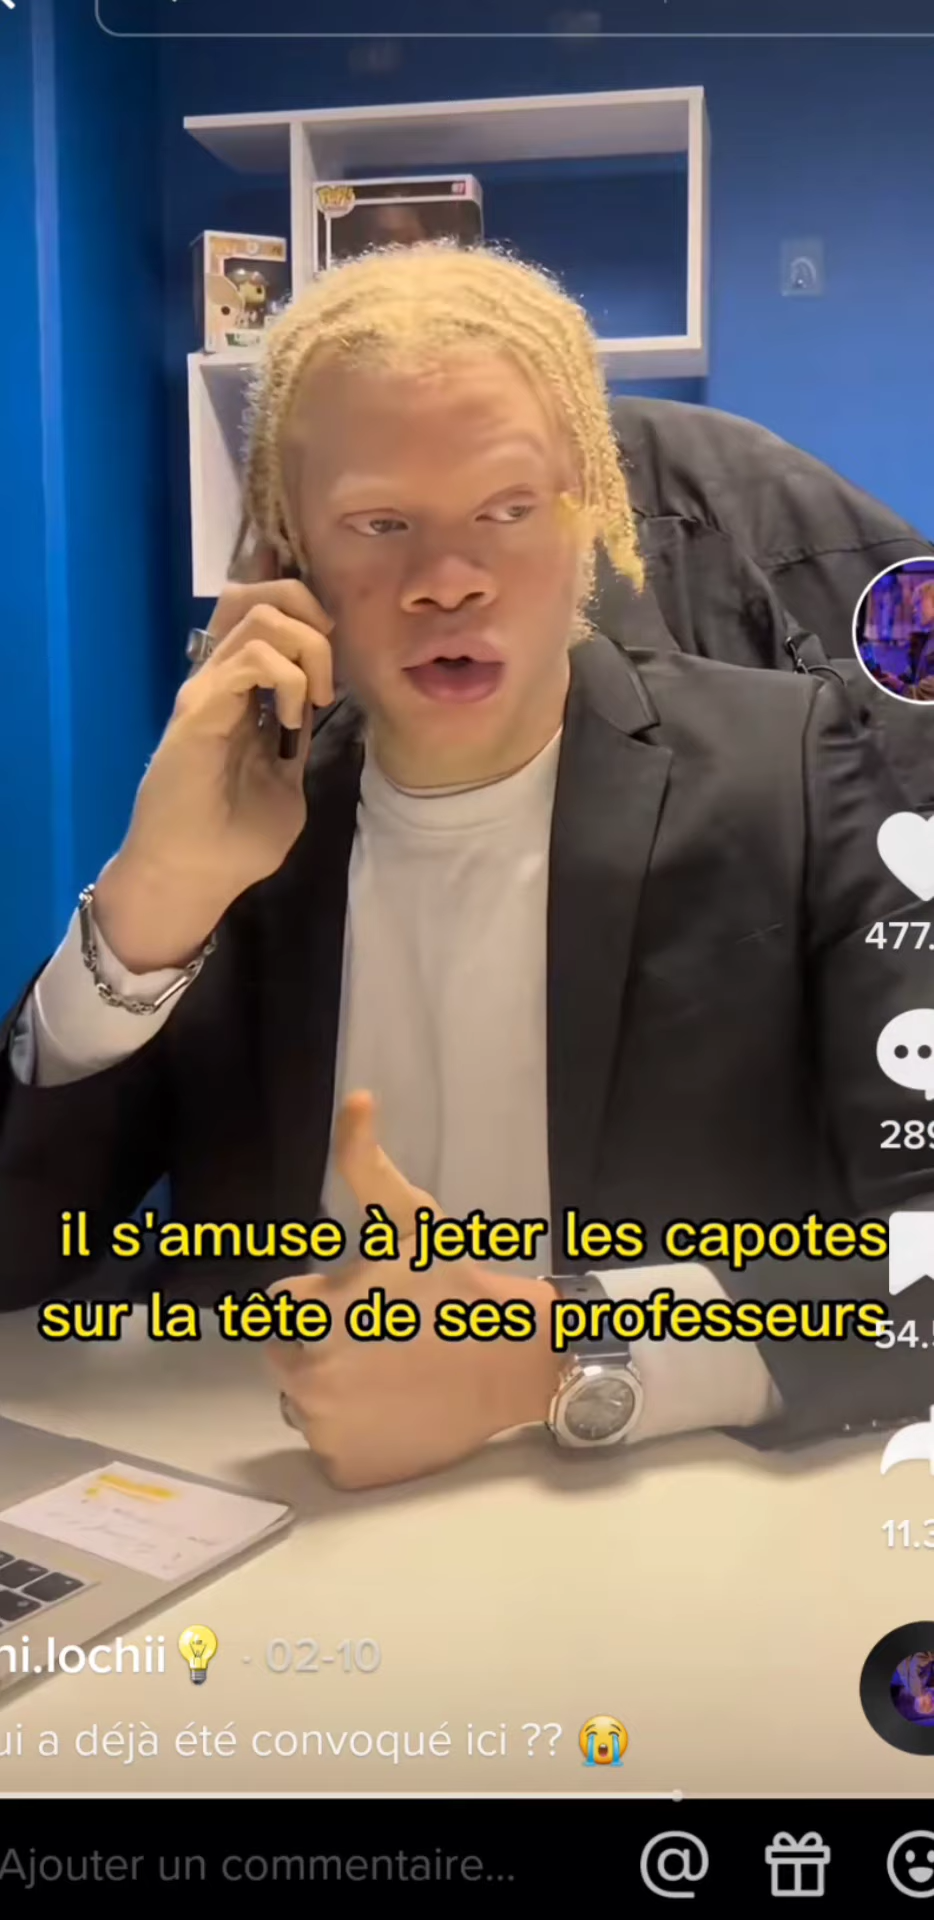 il s'amuse à jeter les capotes
sur la tête de ses professeurs
477.
289
54.
11.3
ni.lochii💡 · 02-10
ui a déjà été convoqué ici ?? 😭
Ajouter un commentaire...